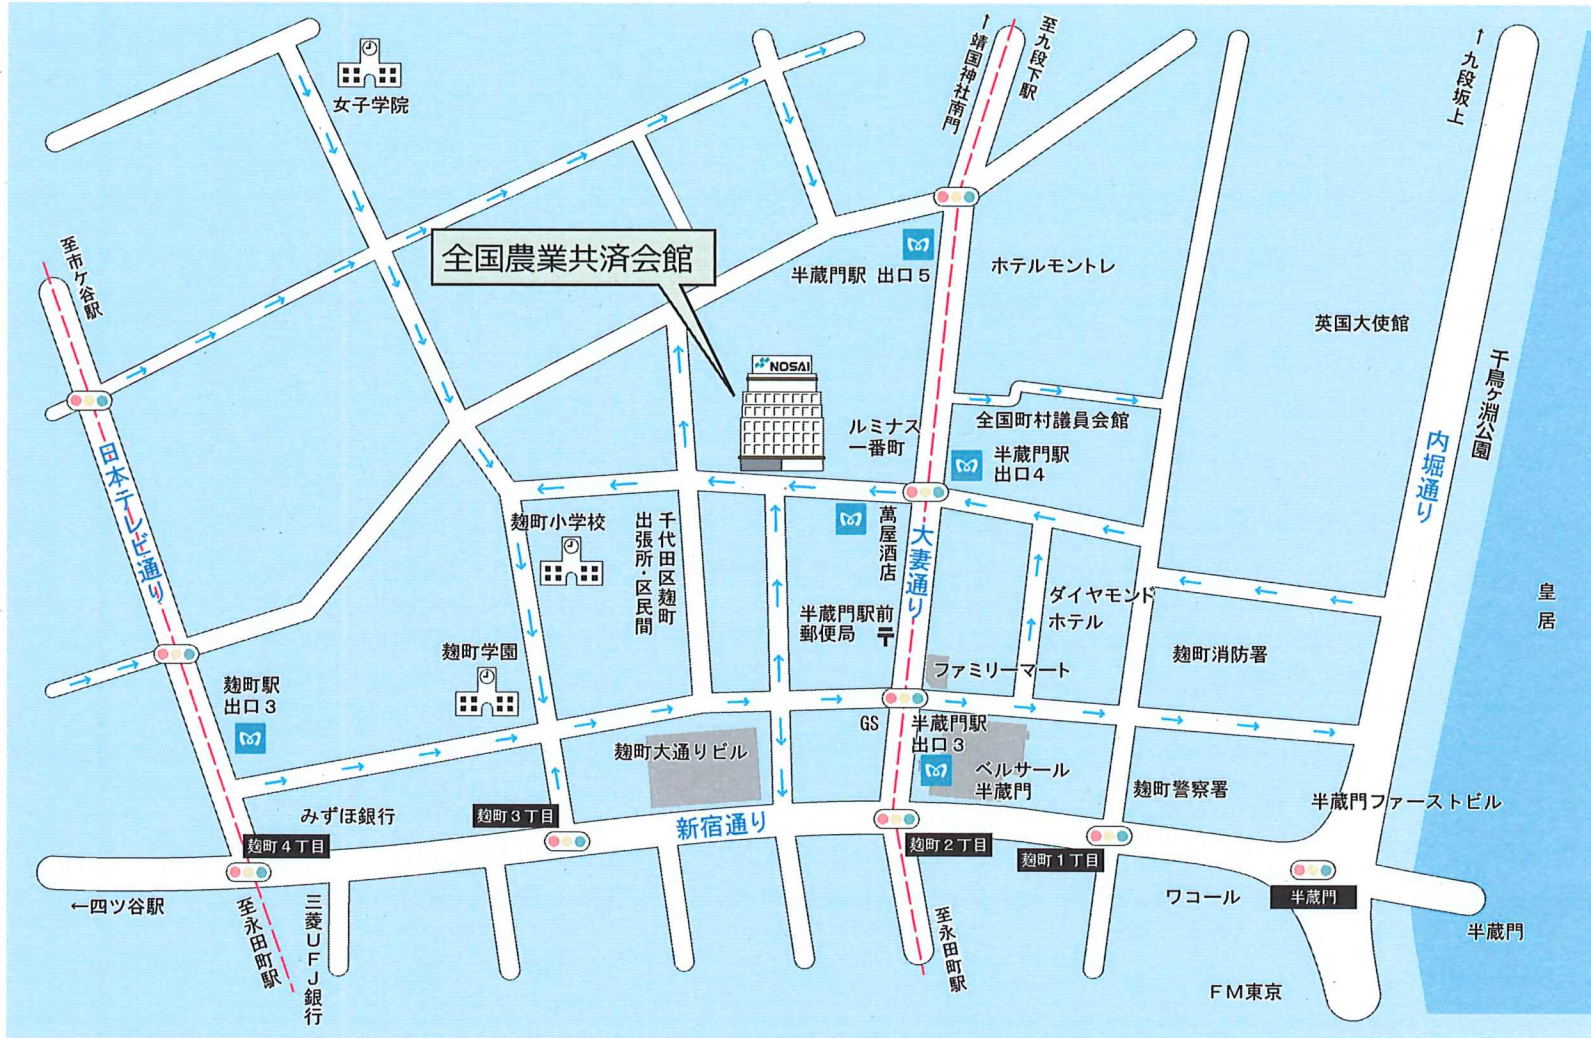 女子学院
↑靖国神社南門
至九段下駅
↑九段坂上
至市ケ谷駅
全国農業共済会館
半蔵門駅 出口5
ホテルモントレ
英国大使館
千鳥ヶ淵公園
NOSAI
ルミナス
一番町
全国町村議員会館
半蔵門駅
出口4
内堀通り
日本テレビ通り
麹町小学校
千代田区麹町
出張所・区民間
萬屋酒店
大妻通り
ダイヤモンド
ホテル
皇居
半蔵門駅前
郵便局
〒
麹町学園
ファミリーマート
麹町消防署
麹町駅
出口3
GS
半蔵門駅
出口3
麹町大通りビル
ベルサール
半蔵門
麹町警察署
半蔵門ファーストビル
みずほ銀行
麹町3丁目
新宿通り
麹町4丁目
麹町2丁目
麹町1丁目
←四ツ谷駅
至永田町駅
三菱UFJ銀行
至永田町駅
ワコール
半蔵門
半蔵門
FM東京